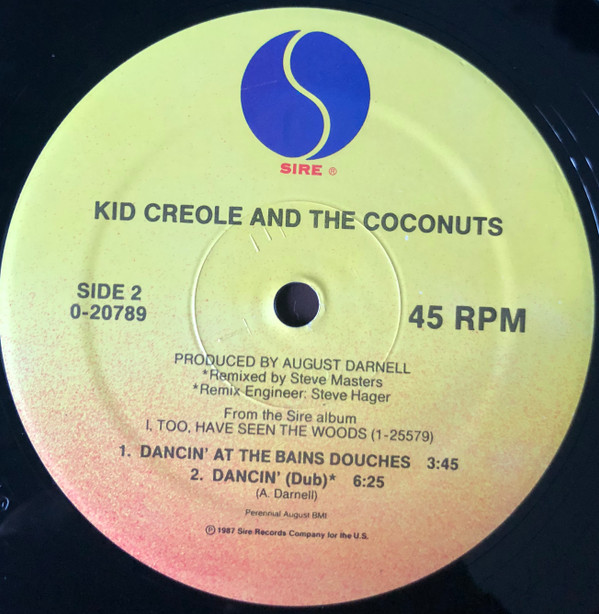 SIRE ®
KID CREOLE AND THE COCONUTS
SIDE 2
0-20789
45 RPM
PRODUCED BY AUGUST DARNELL
*Remixed by Steve Masters
*Remix Engineer: Steve Hager
From the Sire album
I, TOO, HAVE SEEN THE WOODS (1-25579)
1. DANCIN' AT THE BAINS DOUCHES 3:45
2. DANCIN' (Dub)* 6:25
(A. Darnell)
Perennial August BMI
℗ 1987 Sire Records Company for the U.S.